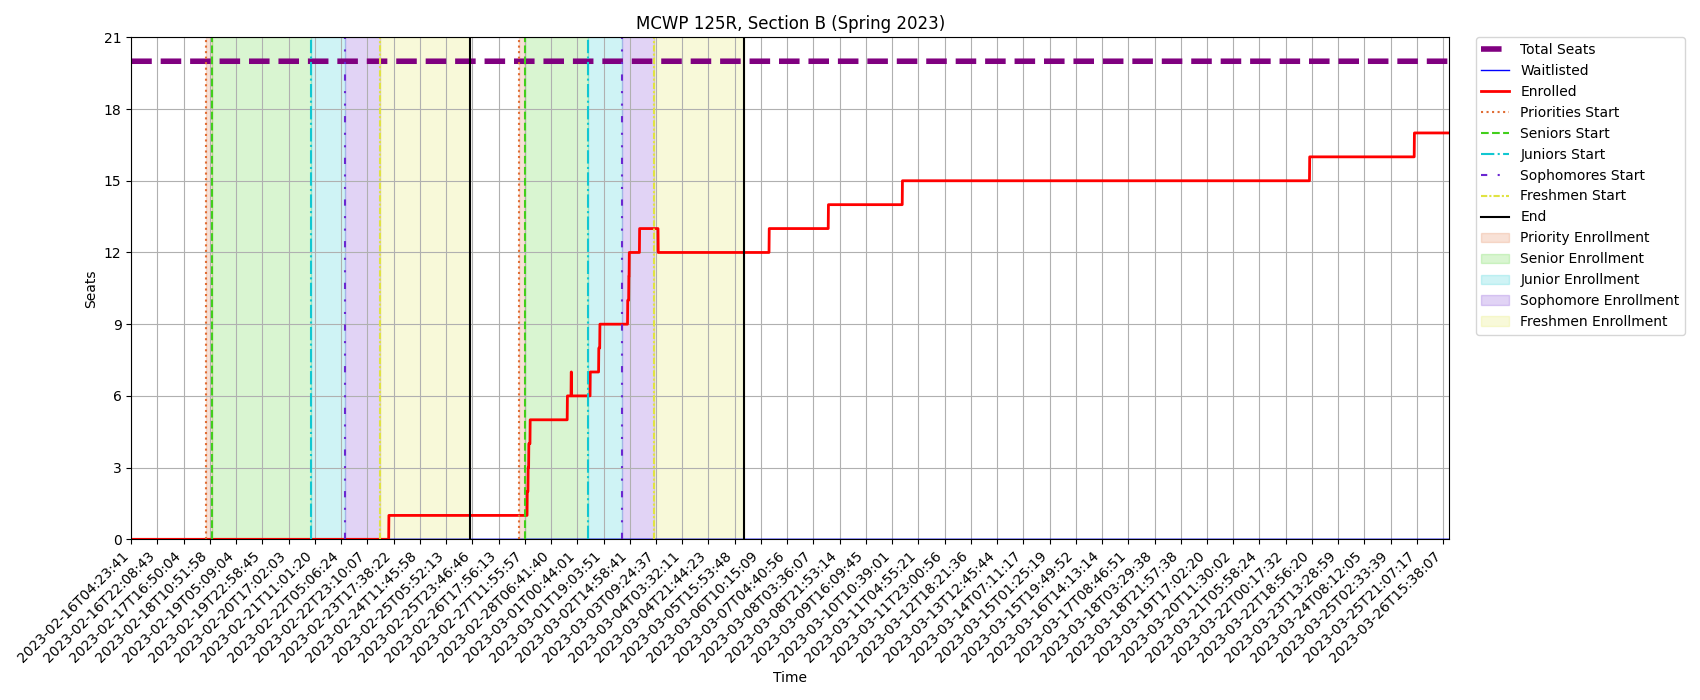 MCWP 125R, Section B (Spring 2023)
Seats
21
18
15
12
9
6
3
0
2023-02-16T04:23:41
2023-02-16T22:08:43
2023-02-17T16:50:04
2023-02-18T10:51:58
2023-02-19T05:09:04
2023-02-19T22:58:45
2023-02-20T17:02:03
2023-02-21T11:01:20
2023-02-22T05:06:24
2023-02-22T23:10:07
2023-02-23T17:38:22
2023-02-24T11:45:58
2023-02-25T05:52:13
2023-02-25T23:46:46
2023-02-26T17:56:13
2023-02-27T11:55:57
2023-02-28T06:41:40
2023-03-01T00:44:01
2023-03-01T19:03:51
2023-03-02T14:58:41
2023-03-03T09:24:37
2023-03-04T03:32:11
2023-03-04T21:44:23
2023-03-05T15:53:48
2023-03-06T10:15:09
2023-03-07T04:40:56
2023-03-08T03:36:07
2023-03-08T21:53:14
2023-03-09T16:09:45
2023-03-10T10:39:01
2023-03-11T04:55:21
2023-03-11T23:00:56
2023-03-12T18:21:36
2023-03-13T12:45:44
2023-03-14T07:11:17
2023-03-15T01:25:19
2023-03-15T19:49:52
2023-03-16T14:13:14
2023-03-17T08:46:51
2023-03-18T03:29:38
2023-03-18T21:57:38
2023-03-19T17:02:20
2023-03-20T11:30:02
2023-03-21T05:58:24
2023-03-22T00:17:32
2023-03-22T18:56:20
2023-03-23T13:28:59
2023-03-24T08:12:05
2023-03-25T02:33:39
2023-03-25T21:07:17
2023-03-26T15:38:07
Time
Total Seats
Waitlisted
Enrolled
Priorities Start
Seniors Start
Juniors Start
Sophomores Start
Freshmen Start
End
Priority Enrollment
Senior Enrollment
Junior Enrollment
Sophomore Enrollment
Freshmen Enrollment